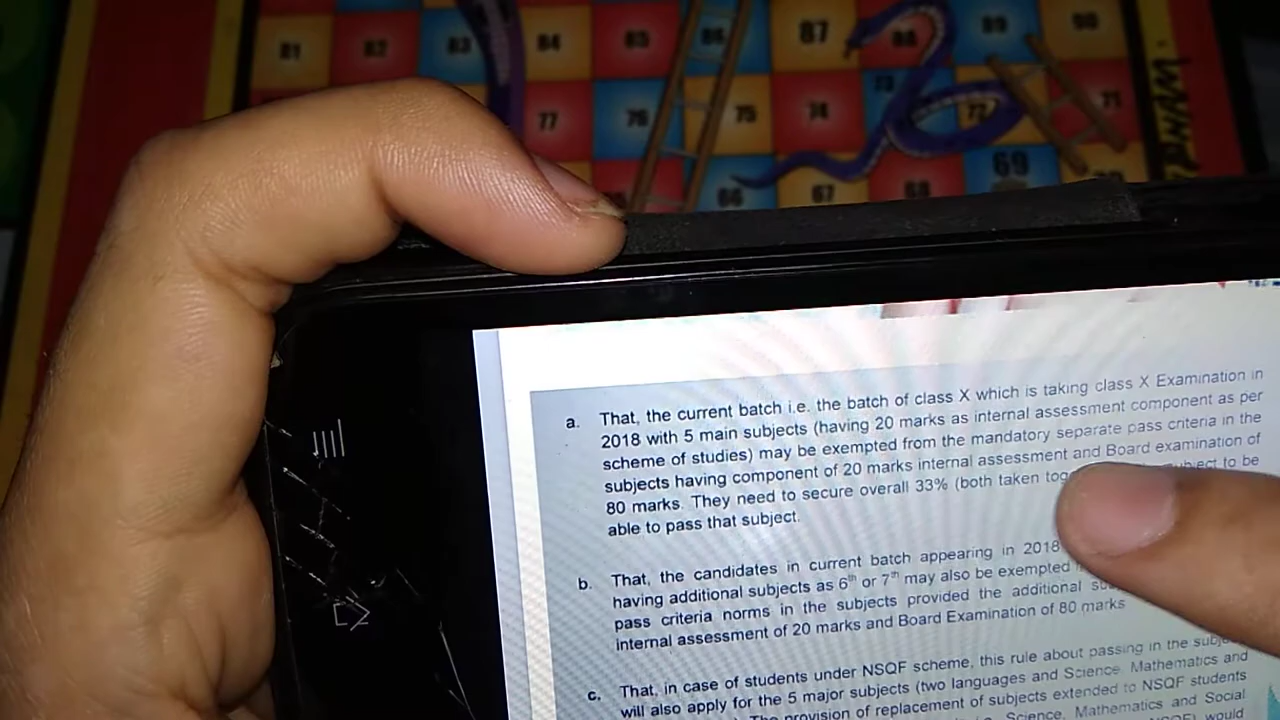 81 82 83 84 85 86 87 88 89 90
77 76 75 74 73 72 71
66 67 68 69
a. That, the current batch i.e. the batch of class X which is taking class X Examination in
2018 with 5 main subjects (having 20 marks as internal assessment component as per
scheme of studies) may be exempted from the mandatory separate pass criteria in the
subjects having component of 20 marks internal assessment and Board examination of
80 marks. They need to secure overall 33% (both taken to be
able to pass that subject.
b. That, the candidates in current batch appearing in 2018
having additional subjects as 6th or 7th may also be exempted
pass criteria norms in the subjects provided the additional
internal assessment of 20 marks and Board Examination of 80 marks
c. That, in case of students under NSQF scheme, this rule about passing in the
will also apply for the 5 major subjects (two languages and Science, Mathematics and
The provision of replacement of subjects extended to NSQF students
Science, Mathematics and Social